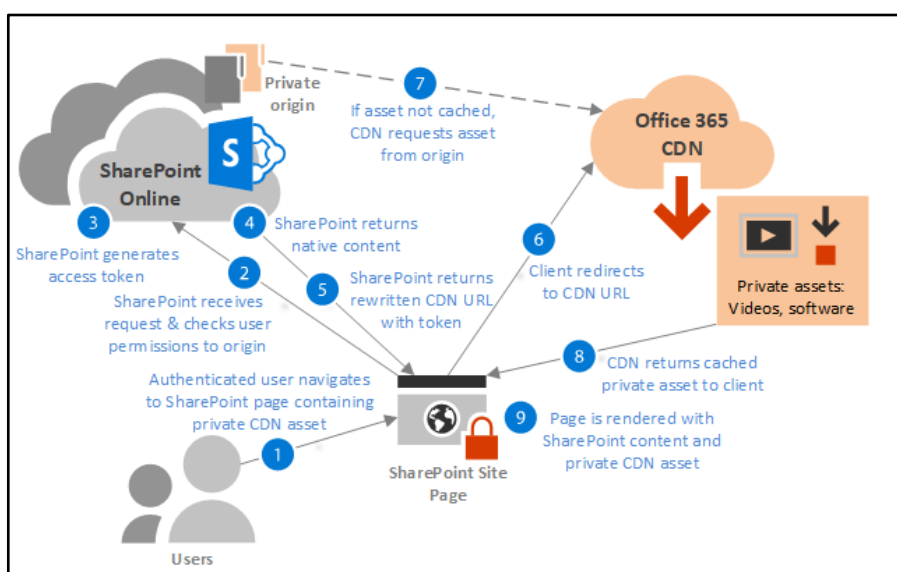 Private
origin
7
If asset not cached,
CDN requests asset
from origin
Office 365
CDN
S
SharePoint
Online
3
SharePoint generates
access token
4
SharePoint returns
native content
2
SharePoint receives
request & checks user
permissions to origin
5
SharePoint returns
rewritten CDN URL
with token
6
Client redirects
to CDN URL
Private assets:
Videos, software
8
CDN returns cached
private asset to client
Authenticated user navigates
to SharePoint page containing
private CDN asset
1
9
Page is rendered with
SharePoint content and
private CDN asset
SharePoint Site
Page
Users